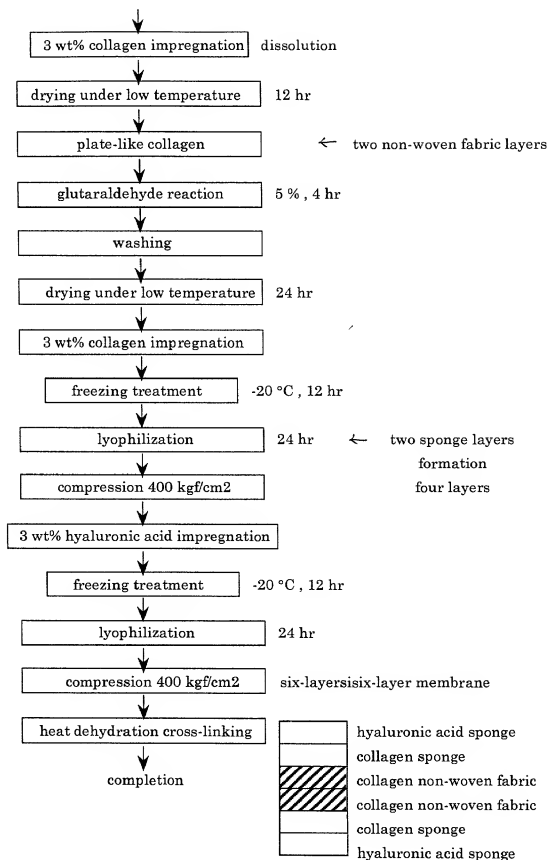 3 wt% collagen impregnation dissolution
drying under low temperature 12 hr
plate-like collagen ← two non-woven fabric layers
glutaraldehyde reaction 5 % , 4 hr
washing
drying under low temperature 24 hr
3 wt% collagen impregnation
freezing treatment -20 °C , 12 hr
lyophilization 24 hr ← two sponge layers
formation
compression 400 kgf/cm2 four layers
3 wt% hyaluronic acid impregnation
freezing treatment -20 °C , 12 hr
lyophilization 24 hr
compression 400 kgf/cm2 six-layersisix-layer membrane
heat dehydration cross-linking
completion
hyaluronic acid sponge
collagen sponge
collagen non-woven fabric
collagen non-woven fabric
collagen sponge
hyaluronic acid sponge